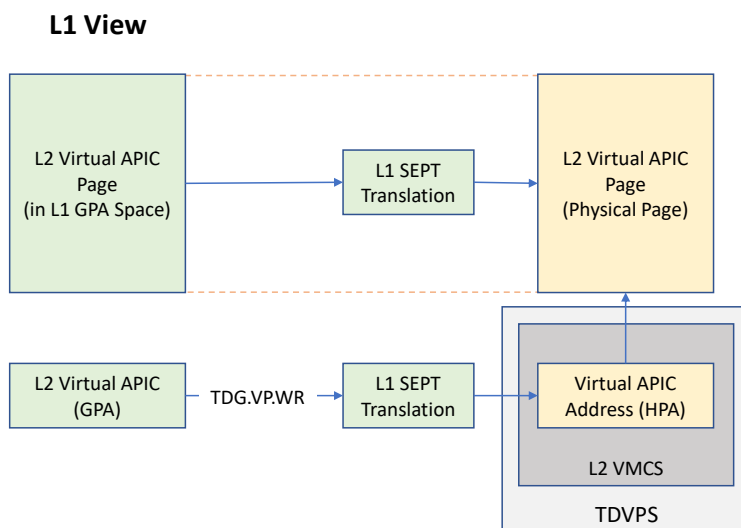 L1 View
L2 Virtual APIC
Page
(in L1 GPA Space)
L1 SEPT
Translation
L2 Virtual APIC
Page
(Physical Page)
L2 Virtual APIC
(GPA)
TDG.VP.WR
L1 SEPT
Translation
Virtual APIC
Address (HPA)
L2 VMCS
TDVPS